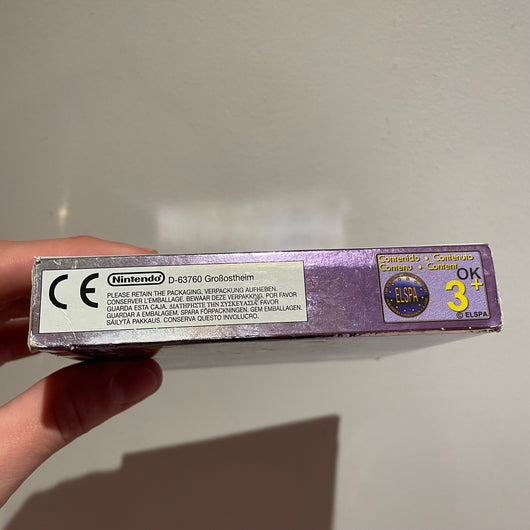 CE
Nintendo D-63760 Großostheim
PLEASE RETAIN THE PACKAGING. VERPACKUNG AUFHEBEN.
CONSERVER L'EMBALLAGE. BEWAAR DEZE VERPAKKING. POR FAVOR
GUARDA ESTA CAJA. ΔΙΑΤΗΡΗΣΤΕ ΤΗΝ ΣΥΣΚΕΥΑΣΙΑ. POR FAVOR
GUARDAR A EMBALAGEM. SPARA FÖRPACKNINGEN. GEM EMBALLAGEN.
SÄILYTÄ PAKKAUS. CONSERVA QUESTO INVOLUCRO.
Contenido • Contenuto
Contenu • Content
OK
3+
ELSPA
© ELSPA